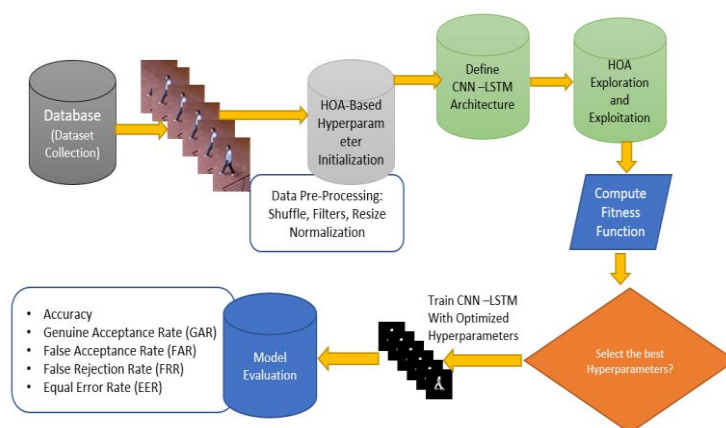 Database
(Dataset
Collection)
HOA-Based
Hyperparam
eter
Initialization
Data Pre-Processing:
Shuffle, Filters, Resize
Normalization
Define
CNN –LSTM
Architecture
HOA
Exploration
and
Exploitation
Compute
Fitness
Function
Select the best
Hyperparameters?
Train CNN –LSTM
With Optimized
Hyperparameters
Model
Evaluation
• Accuracy
• Genuine Acceptance Rate (GAR)
• False Acceptance Rate (FAR)
• False Rejection Rate (FRR)
• Equal Error Rate (EER)